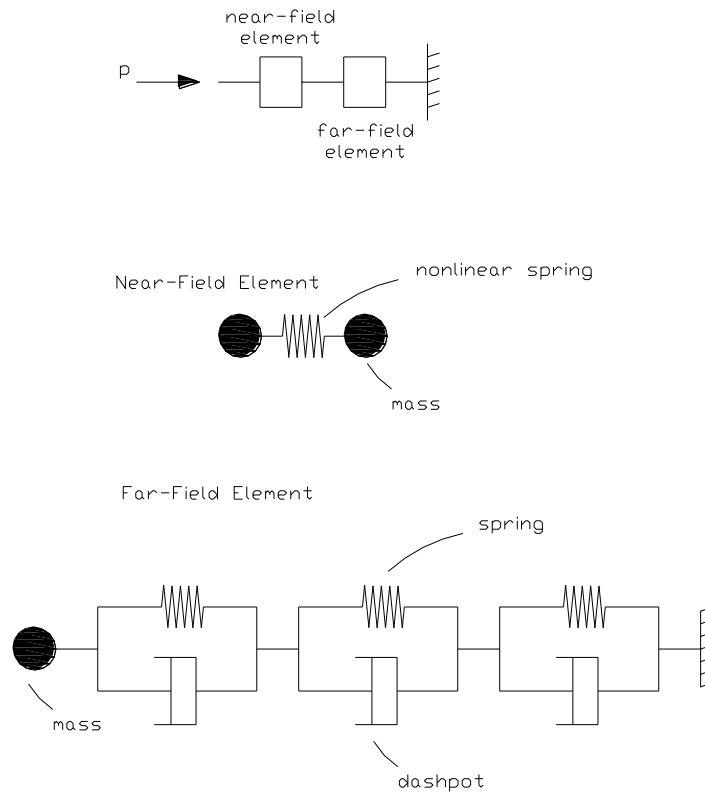 near-field
element
p
far-field
element
nonlinear spring
Near-Field Element
mass
Far-Field Element
spring
mass
dashpot